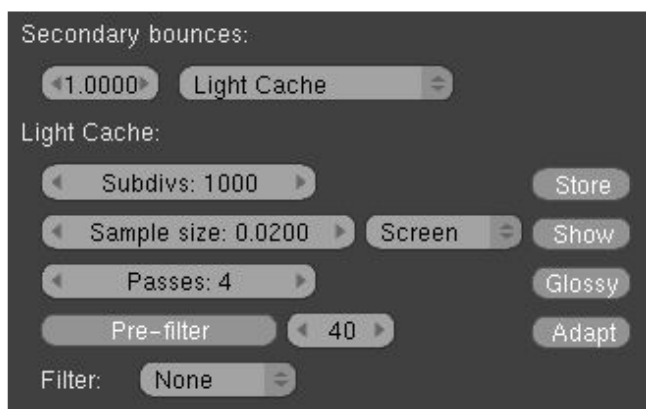 Secondary bounces:
1.0000 Light Cache
Light Cache:
Subdivs: 1000 Store
Sample size: 0.0200 Screen Show
Passes: 4 Glossy
Pre-filter 40 Adapt
Filter: None